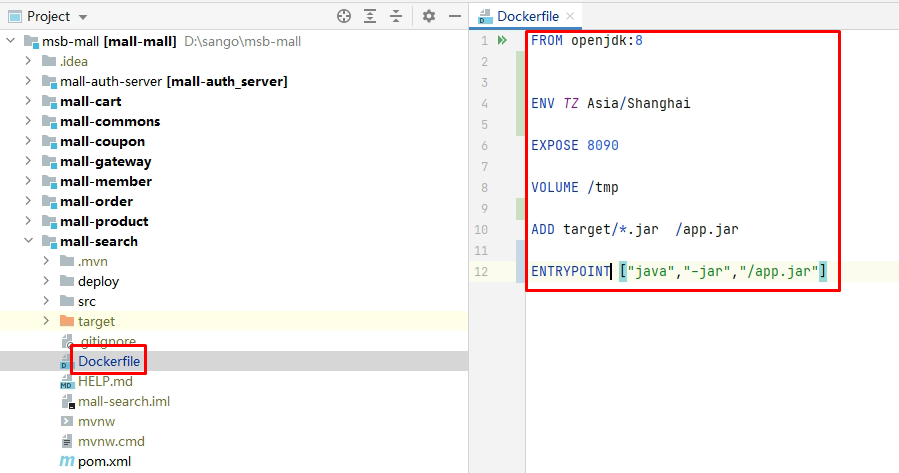 Project
msb-mall [mall-mall] D:\sango\msb-mall
.idea
mall-auth-server [mall-auth_server]
mall-cart
mall-commons
mall-coupon
mall-gateway
mall-member
mall-order
mall-product
mall-search
.mvn
deploy
src
target
.gitignore
Dockerfile
HELP.md
mall-search.iml
mvnw
mvnw.cmd
pom.xml
Dockerfile
1 FROM openjdk:8
2
3
4 ENV TZ Asia/Shanghai
5
6 EXPOSE 8090
7
8 VOLUME /tmp
9
10 ADD target/*.jar  /app.jar
11
12 ENTRYPOINT ["java","-jar","/app.jar"]